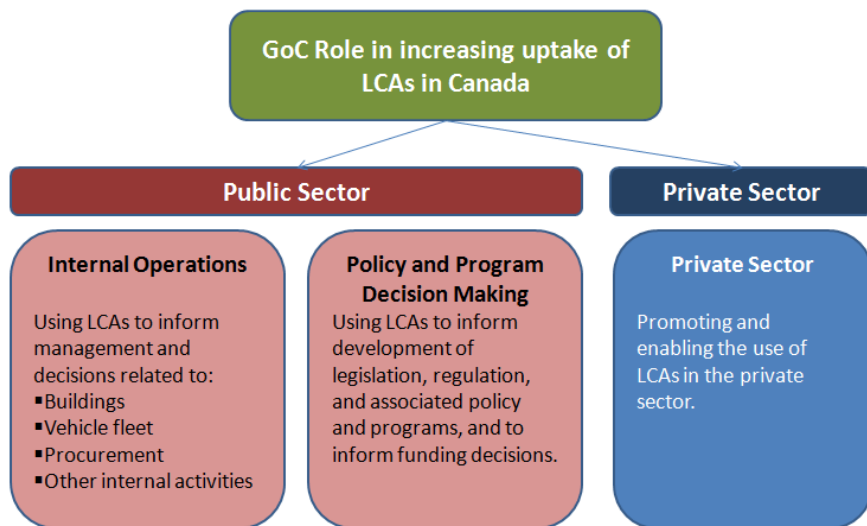 GoC Role in increasing uptake of
LCAs in Canada
Public Sector
Private Sector
Internal Operations
Using LCAs to inform
management and
decisions related to:
▪Buildings
▪Vehicle fleet
▪Procurement
▪Other internal activities
Policy and Program
Decision Making
Using LCAs to inform
development of
legislation, regulation,
and associated policy
and programs, and to
inform funding decisions.
Private Sector
Promoting and
enabling the use of
LCAs in the private
sector.